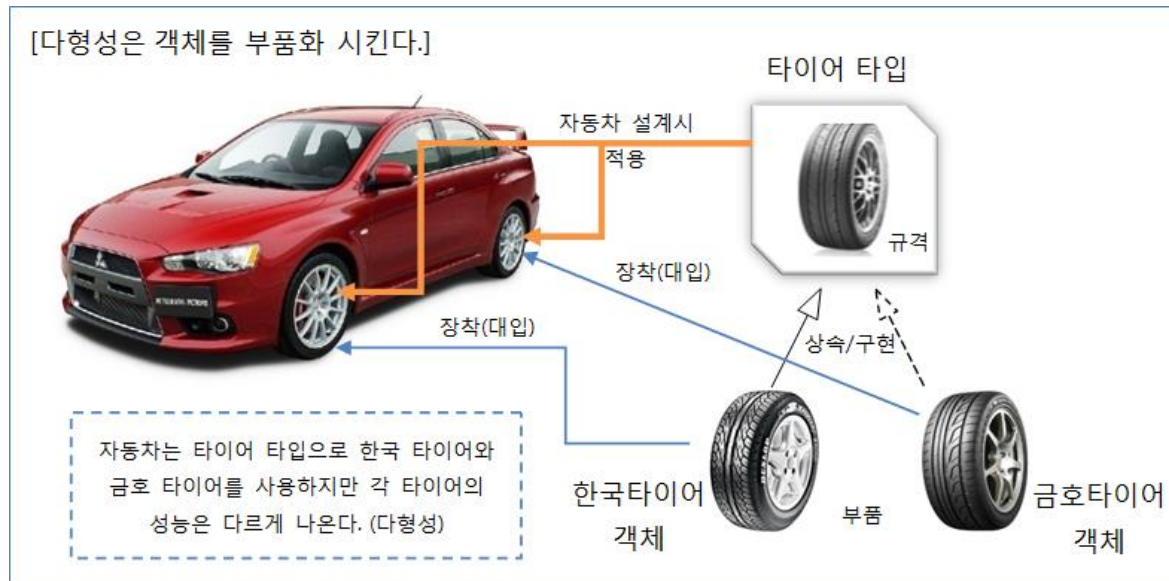 [다형성은 객체를 부품화 시킨다.]
타이어 타입
자동차 설계시
적용
규격
장착(대입)
장착(대입)
상속/구현
자동차는 타이어 타입으로 한국 타이어와
금호 타이어를 사용하지만 각 타이어의
성능은 다르게 나온다. (다형성)
한국타이어
객체
부품
금호타이어
객체